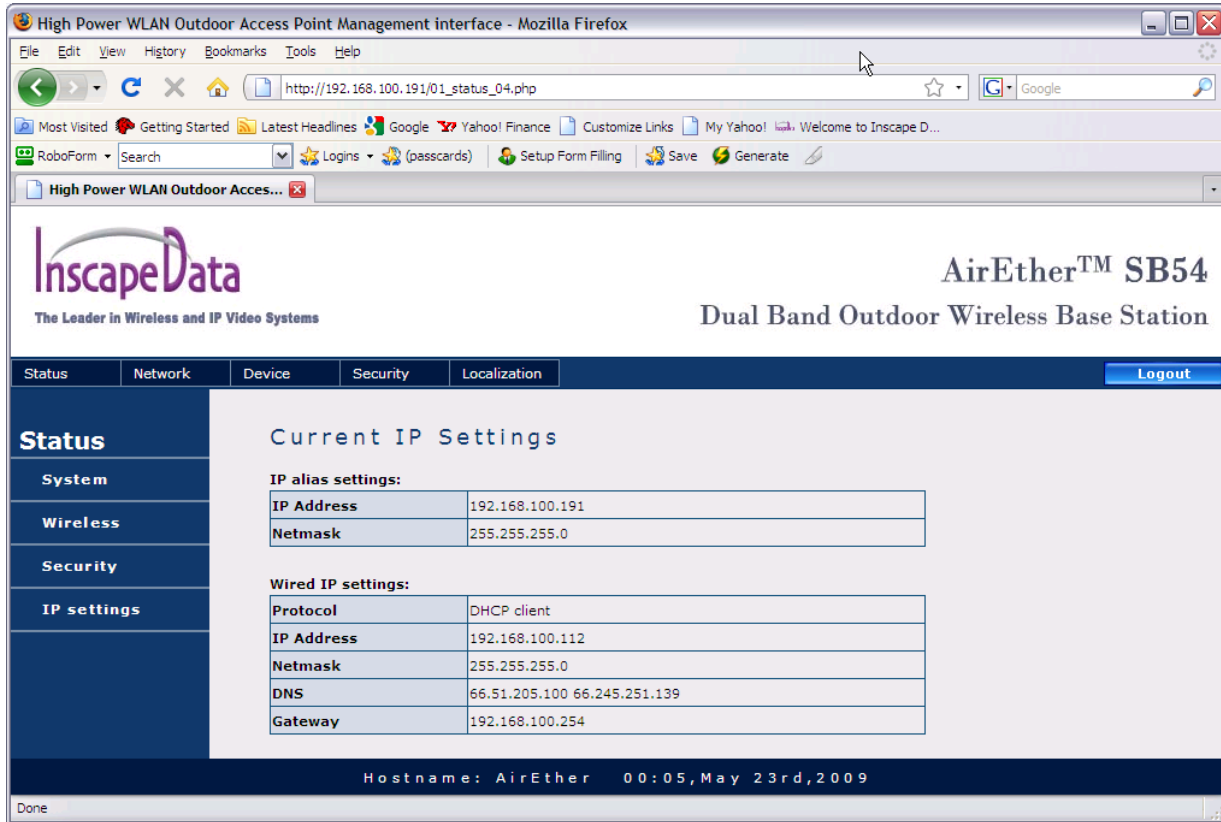 High Power WLAN Outdoor Access Point Management interface - Mozilla Firefox
File Edit View History Bookmarks Tools Help
http://192.168.100.191/01_status_04.php
G Google
Most Visited Getting Started Latest Headlines Google Yahoo! Finance Customize Links My Yahoo! Welcome to Inscape D...
RoboForm Search Logins (passcards) Setup Form Filling Save Generate
High Power WLAN Outdoor Acces...
InscapeData
The Leader in Wireless and IP Video Systems
AirEther™ SB54
Dual Band Outdoor Wireless Base Station
Status Network Device Security Localization Logout
Status
System
Wireless
Security
IP settings
Current IP Settings
IP alias settings:
IP Address 192.168.100.191
Netmask 255.255.255.0
Wired IP settings:
Protocol DHCP client
IP Address 192.168.100.112
Netmask 255.255.255.0
DNS 66.51.205.100 66.245.251.139
Gateway 192.168.100.254
Hostname: AirEther 00:05,May 23rd,2009
Done